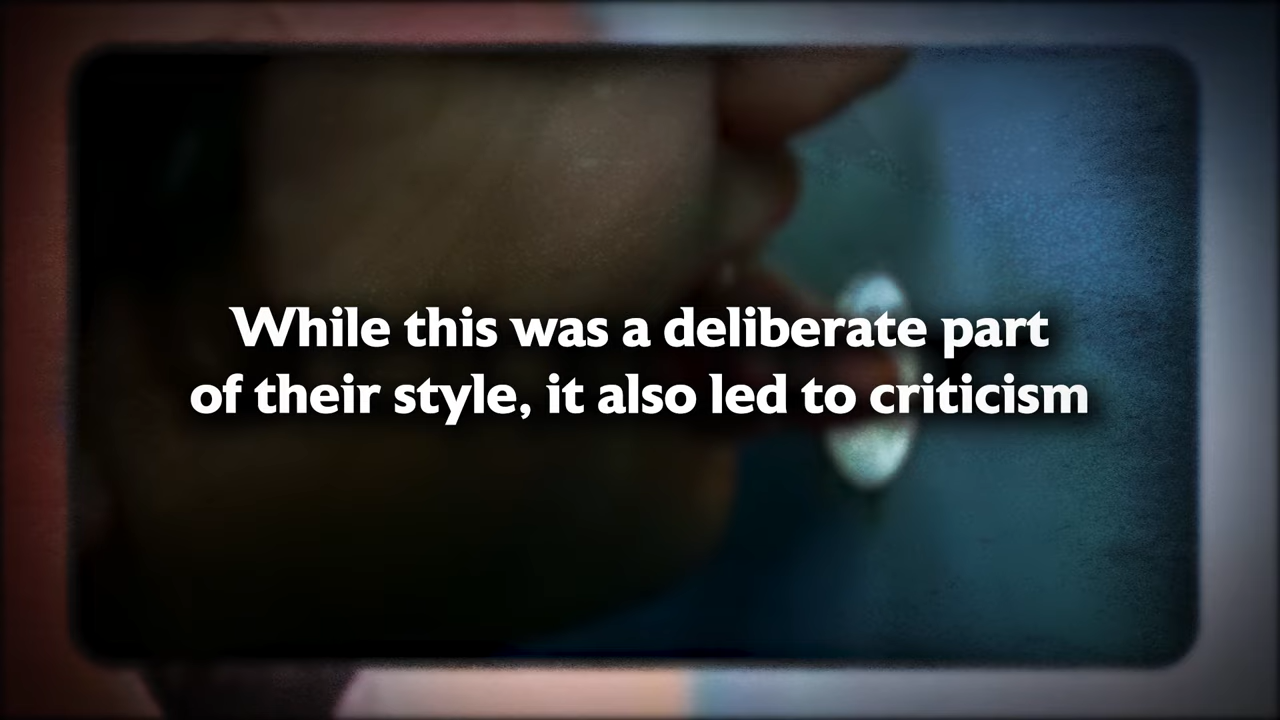 While this was a deliberate part
of their style, it also led to criticism